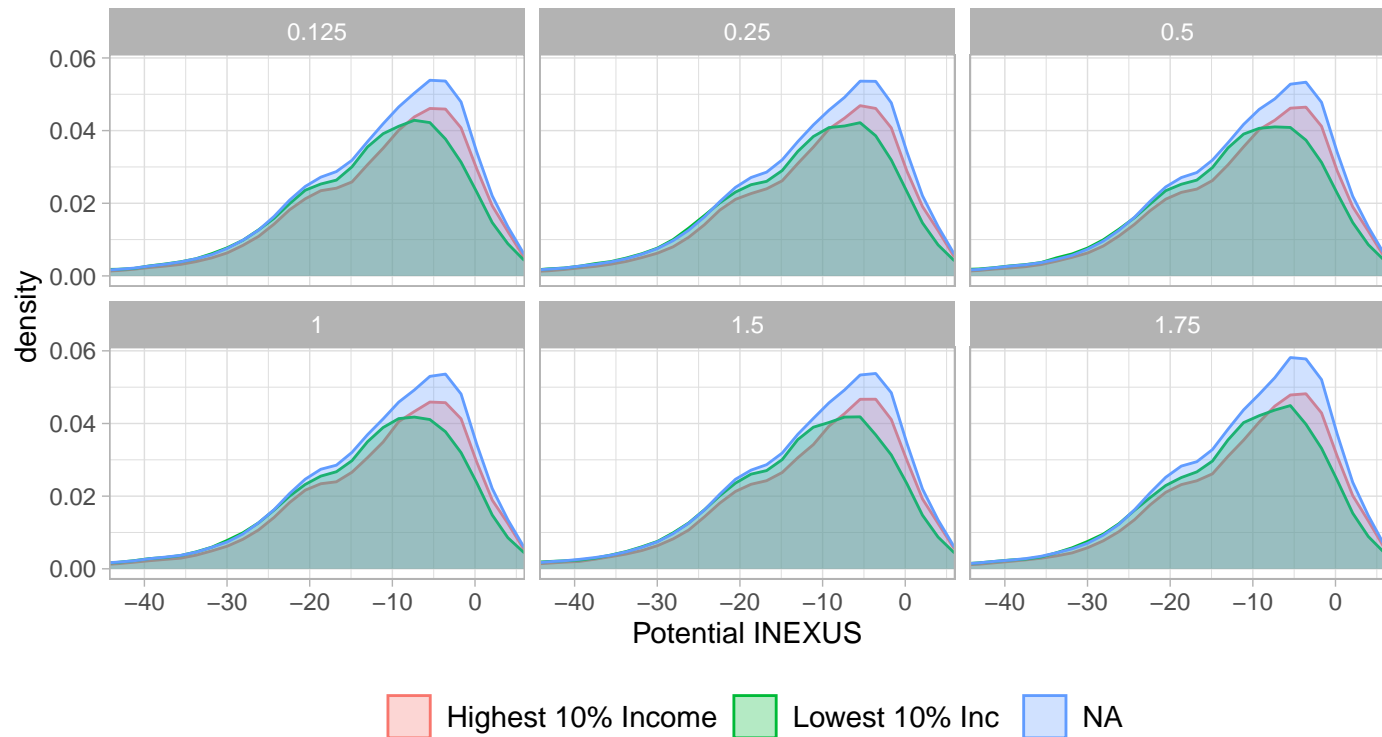 0.125 0.25 0.5
0.06
0.04
0.02
0.00
density
1 1.5 1.75
0.06
0.04
0.02
0.00
−40 −30 −20 −10 0 −40 −30 −20 −10 0 −40 −30 −20 −10 0
Potential INEXUS
Highest 10% Income Lowest 10% Inc NA